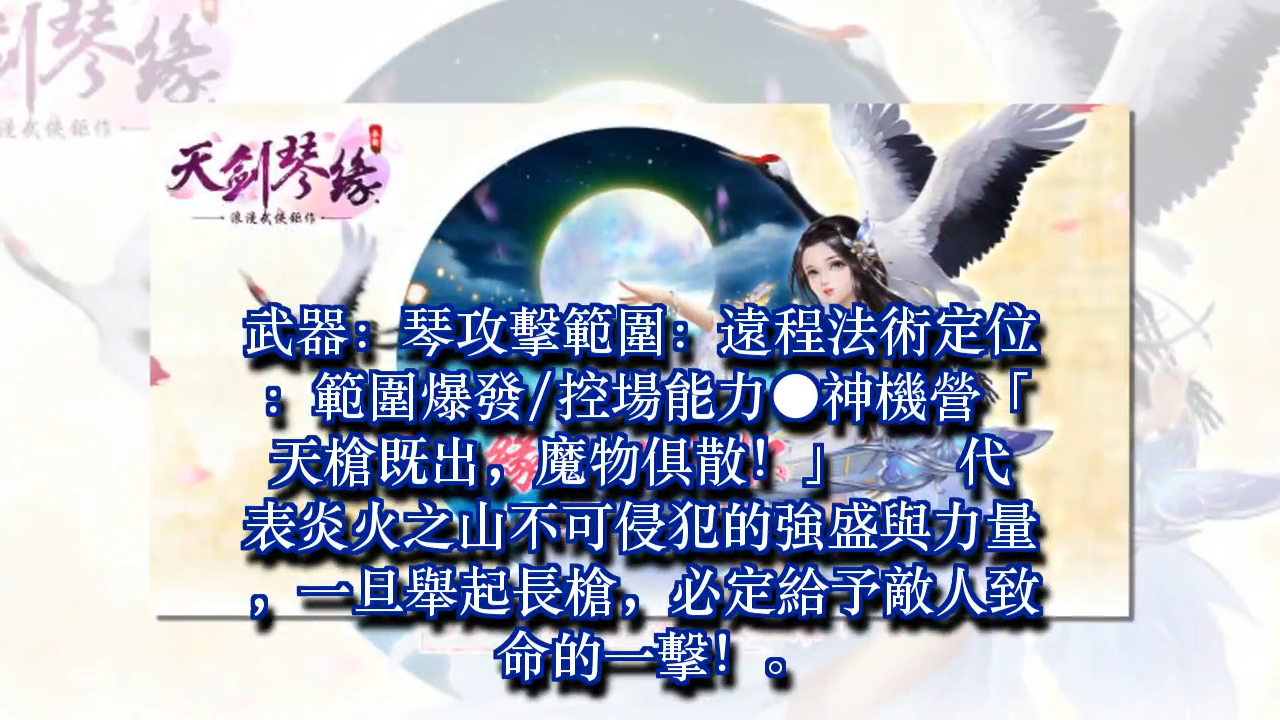 天劍琴緣
浪漫武俠鉅作
武器：琴攻擊範圍：遠程法術定位
：範圍爆發/控場能力●神機營「
天槍既出，魔物俱散！」　　代
表炎火之山不可侵犯的強盛與力量
，一旦舉起長槍，必定給予敵人致
命的一擊！。